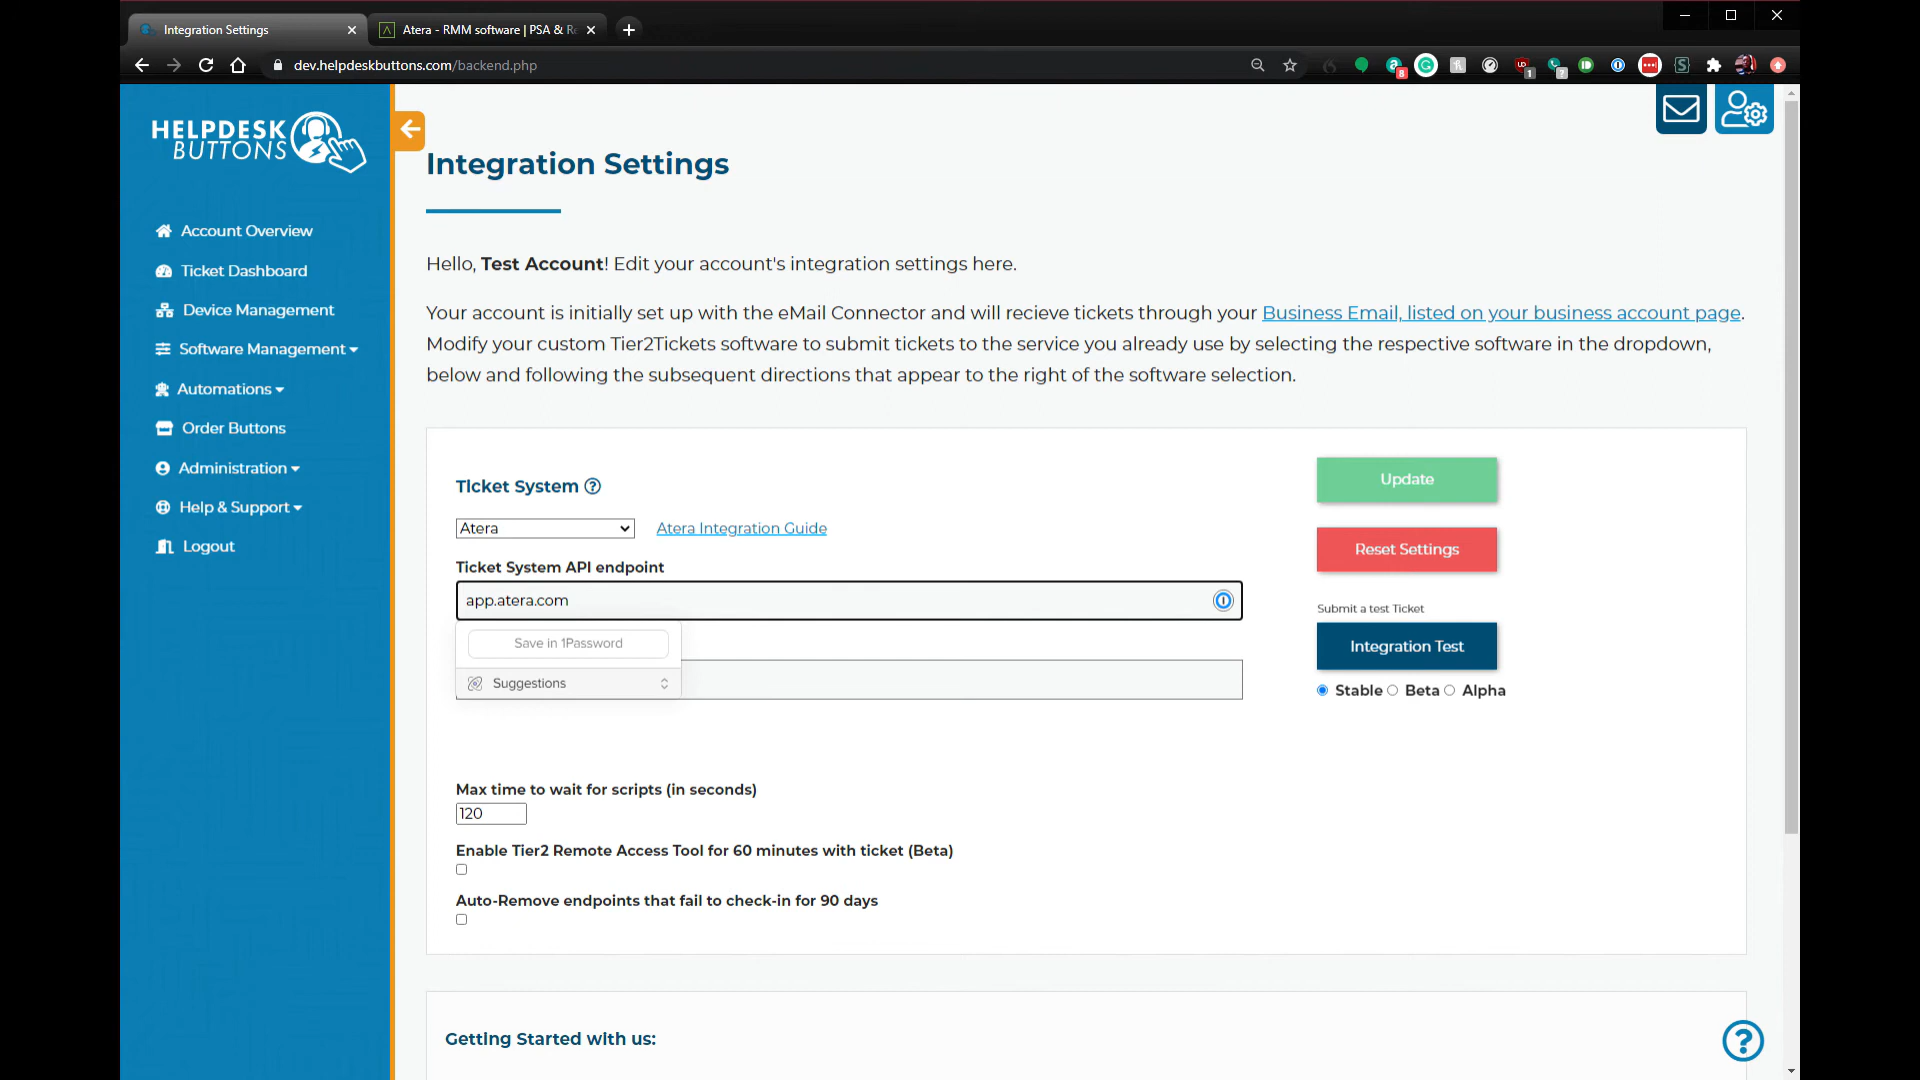 Integration Settings
Atera - RMM software | PSA & Re
dev.helpdeskbuttons.com/backend.php
8
1
?
HELPDESK
BUTTONS
Account Overview
Ticket Dashboard
Device Management
Software Management
Automations
Order Buttons
Administration
Help & Support
Logout
Integration Settings
Hello, Test Account! Edit your account's integration settings here.
Your account is initially set up with the eMail Connector and will recieve tickets through your Business Email, listed on your business account page.
Modify your custom Tier2Tickets software to submit tickets to the service you already use by selecting the respective software in the dropdown,
below and following the subsequent directions that appear to the right of the software selection.
Ticket System ?
Atera
Atera Integration Guide
Ticket System API endpoint
app.atera.com
Save in 1Password
Suggestions
Update
Reset Settings
Submit a test Ticket
Integration Test
Stable Beta Alpha
Max time to wait for scripts (in seconds)
120
Enable Tier2 Remote Access Tool for 60 minutes with ticket (Beta)
Auto-Remove endpoints that fail to check-in for 90 days
Getting Started with us:
?